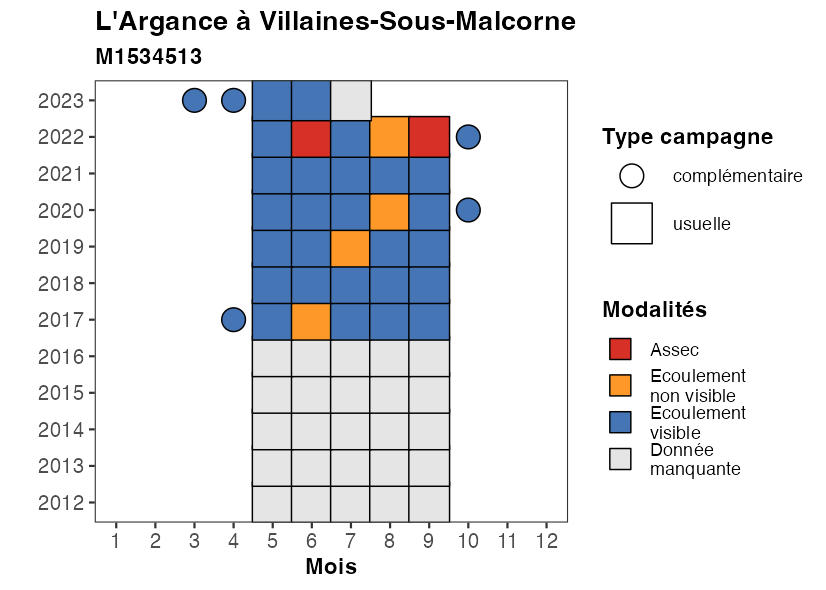 L'Argance à Villaines-Sous-Malcorne
M1534513
2023
2022
2021
2020
2019
2018
2017
2016
2015
2014
2013
2012
1 2 3 4 5 6 7 8 9 10 11 12
Mois
Type campagne
complémentaire
usuelle
Modalités
Assec
Ecoulement
non visible
Ecoulement
visible
Donnée
manquante